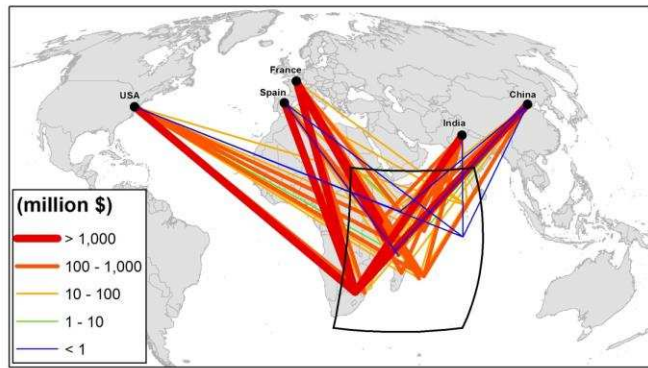 France
USA
Spain
China
India
(million $)
> 1,000
100 - 1,000
10 - 100
1 - 10
< 1